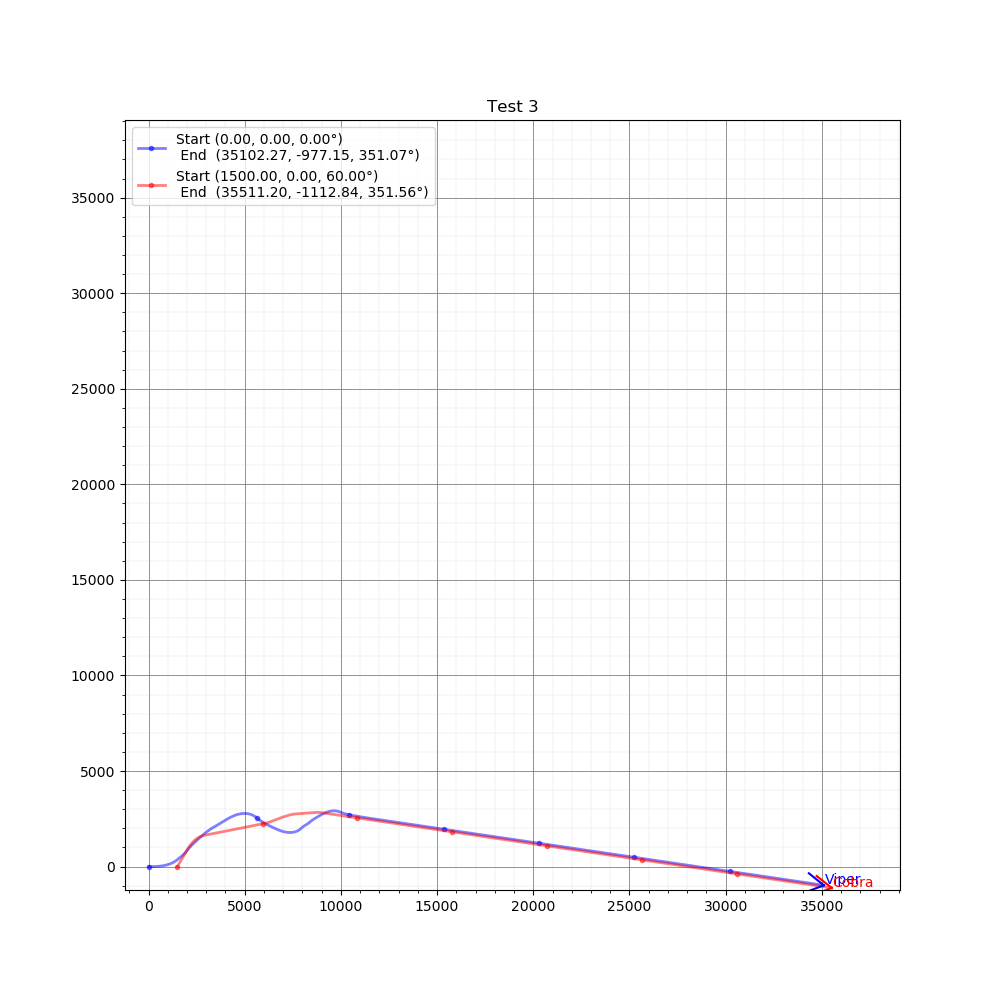 Test 3
Start (0.00, 0.00, 0.00°)
End (35102.27, -977.15, 351.07°)
Start (1500.00, 0.00, 60.00°)
End (35511.20, -1112.84, 351.56°)
35000
30000
25000
20000
15000
10000
5000
0
Viper
Cobra
0 5000 10000 15000 20000 25000 30000 35000